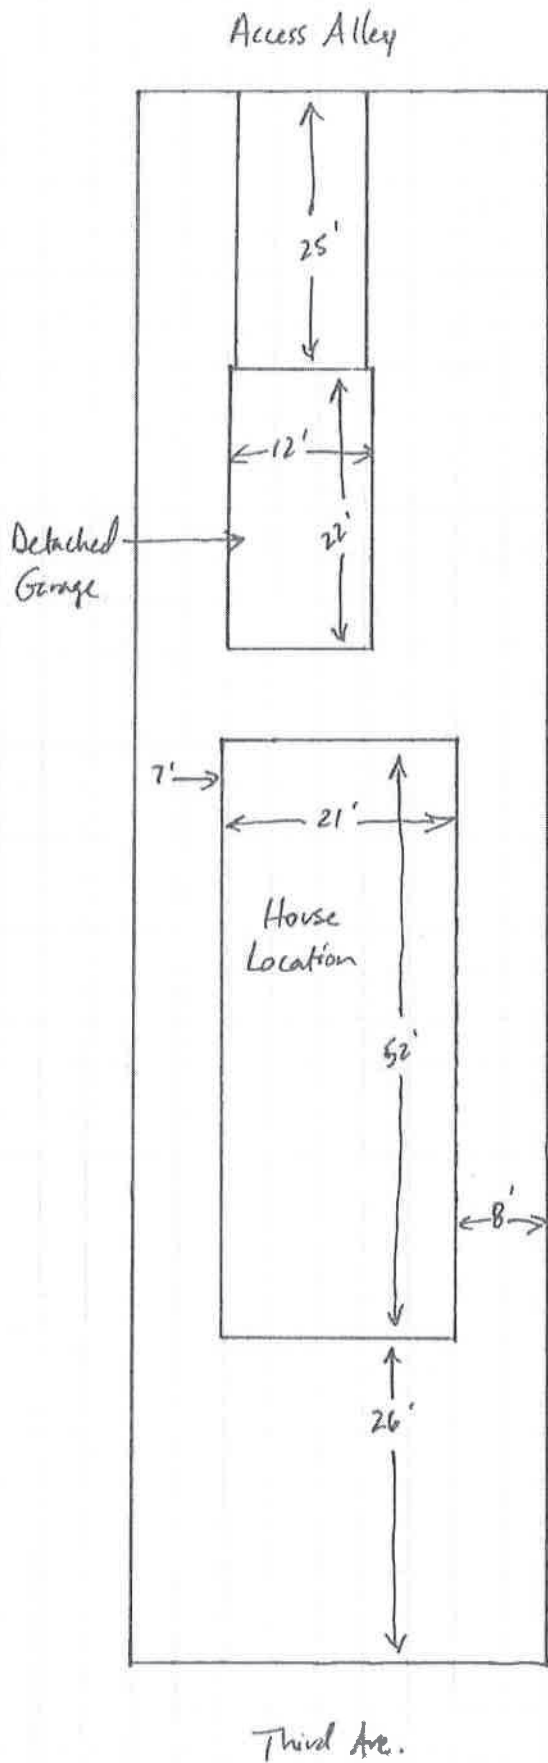 Access Alley
25'
12'
22'
Detached
Garage
7'
21'
House
Location
52'
8'
26'
Third Ave.